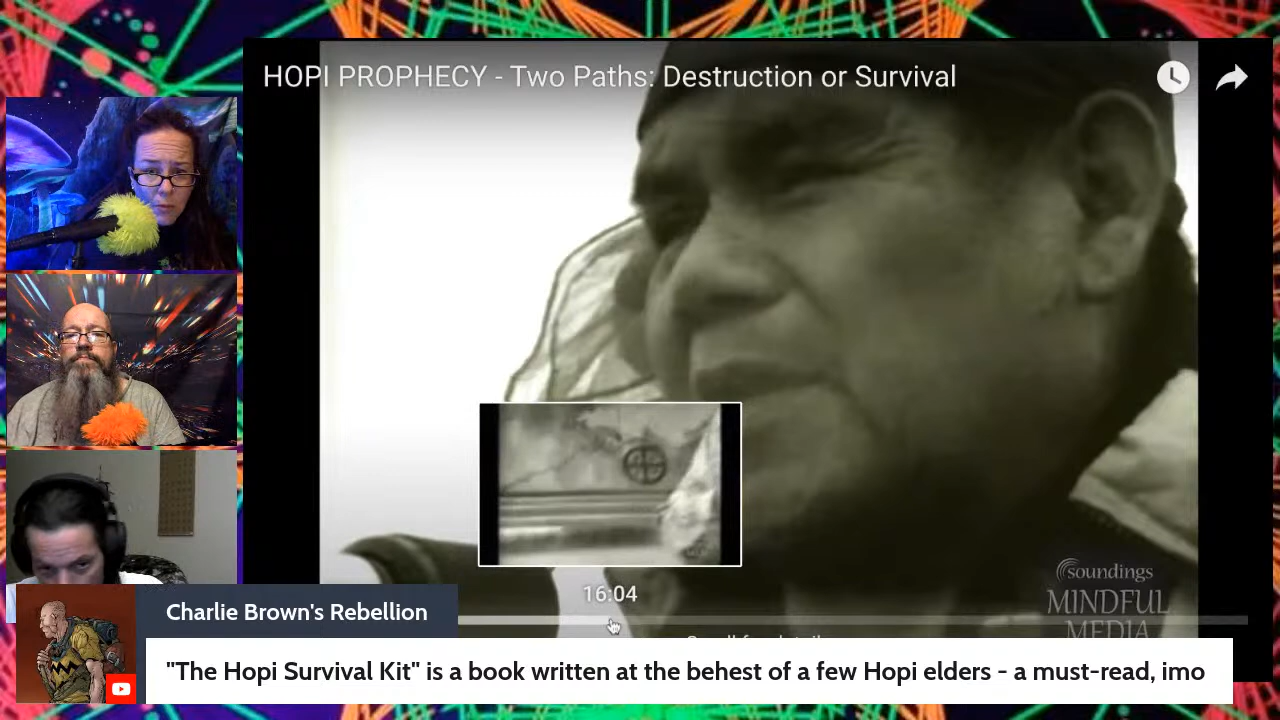 HOPI PROPHECY - Two Paths: Destruction or Survival
16:04
soundings
MINDFUL
MEDIA
Charlie Brown's Rebellion
"The Hopi Survival Kit" is a book written at the behest of a few Hopi elders - a must-read, imo